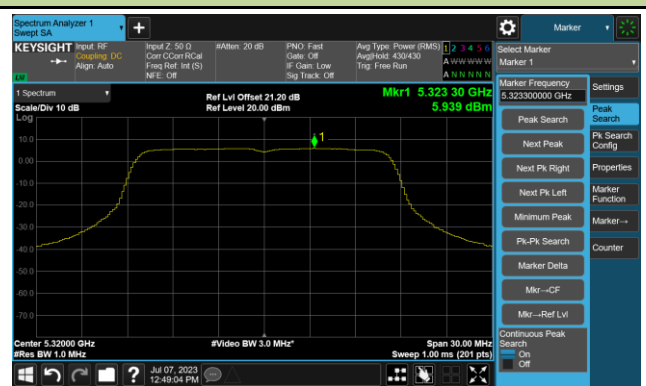 Spectrum Analyzer 1
Swept SA
+
Marker
KEYSIGHT
Input: RF
Coupling: DC
Align: Auto
Input Z: 50 Ω
Corr CCorr RCal
Freq Ref: Int (S)
NFE: Off
#Atten: 20 dB
PNO: Fast
Gate: Off
IF Gain: Low
Sig Track: Off
Avg Type: Power (RMS)
Avg|Hold: 430/430
Trig: Free Run
1 2 3 4 5 6
A W W W W W
A N N N N N
LXI
Select Marker
Marker 1
1 Spectrum
Scale/Div 10 dB
Log
Ref Lvl Offset 21.20 dB
Ref Level 20.00 dBm
Mkr1 5.323 30 GHz
5.939 dBm
1
10.0
0.00
-10.0
-20.0
-30.0
-40.0
-50.0
-60.0
-70.0
Center 5.32000 GHz
#Res BW 1.0 MHz
#Video BW 3.0 MHz*
Span 30.00 MHz
Sweep 1.00 ms (201 pts)
Marker Frequency
5.323300000 GHz
Peak Search
Next Peak
Next Pk Right
Next Pk Left
Minimum Peak
Pk-Pk Search
Marker Delta
Mkr→CF
Mkr→Ref Lvl
Continuous Peak
Search
On
Off
Settings
Peak
Search
Pk Search
Config
Properties
Marker
Function
Marker→
Counter
?
Jul 07, 2023
12:49:04 PM